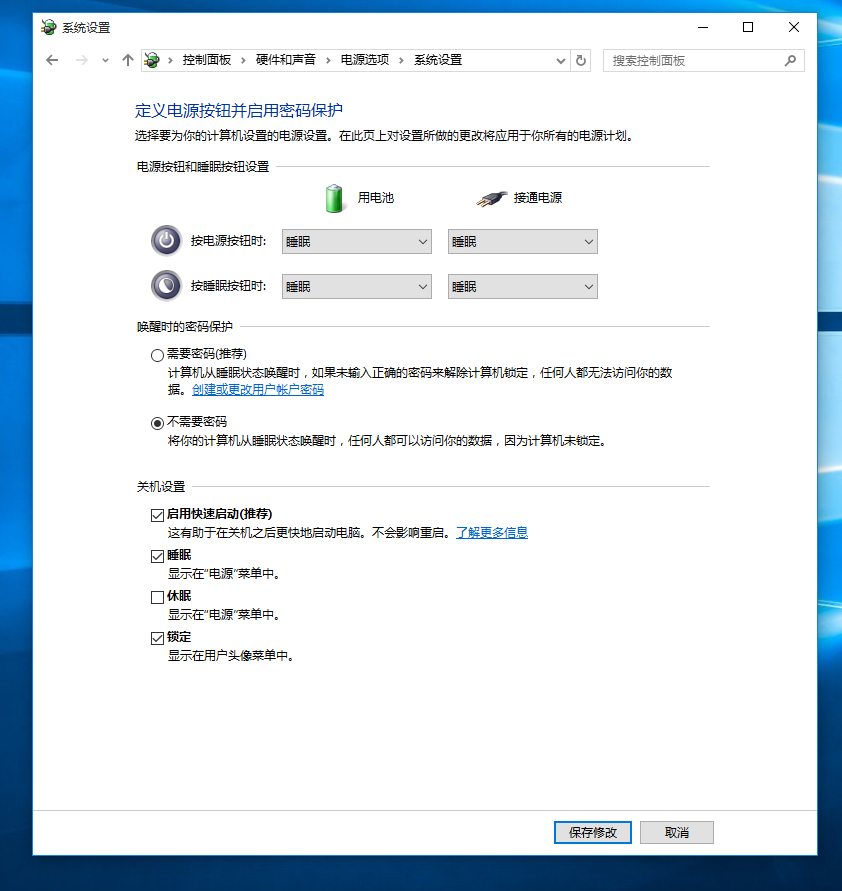 系统设置
控制面板 › 硬件和声音 › 电源选项 › 系统设置
搜索控制面板
定义电源按钮并启用密码保护
选择要为你的计算机设置的电源设置。在此页上对设置所做的更改将应用于你所有的电源计划。
电源按钮和睡眠按钮设置
用电池 接通电源
按电源按钮时: 睡眠 睡眠
按睡眠按钮时: 睡眠 睡眠
唤醒时的密码保护
需要密码(推荐)
计算机从睡眠状态唤醒时，如果未输入正确的密码来解除计算机锁定，任何人都无法访问你的数
据。创建或更改用户帐户密码
不需要密码
将你的计算机从睡眠状态唤醒时，任何人都可以访问你的数据，因为计算机未锁定。
关机设置
启用快速启动(推荐)
这有助于在关机之后更快地启动电脑。不会影响重启。了解更多信息
睡眠
显示在“电源”菜单中。
休眠
显示在“电源”菜单中。
锁定
显示在用户头像菜单中。
保存修改 取消